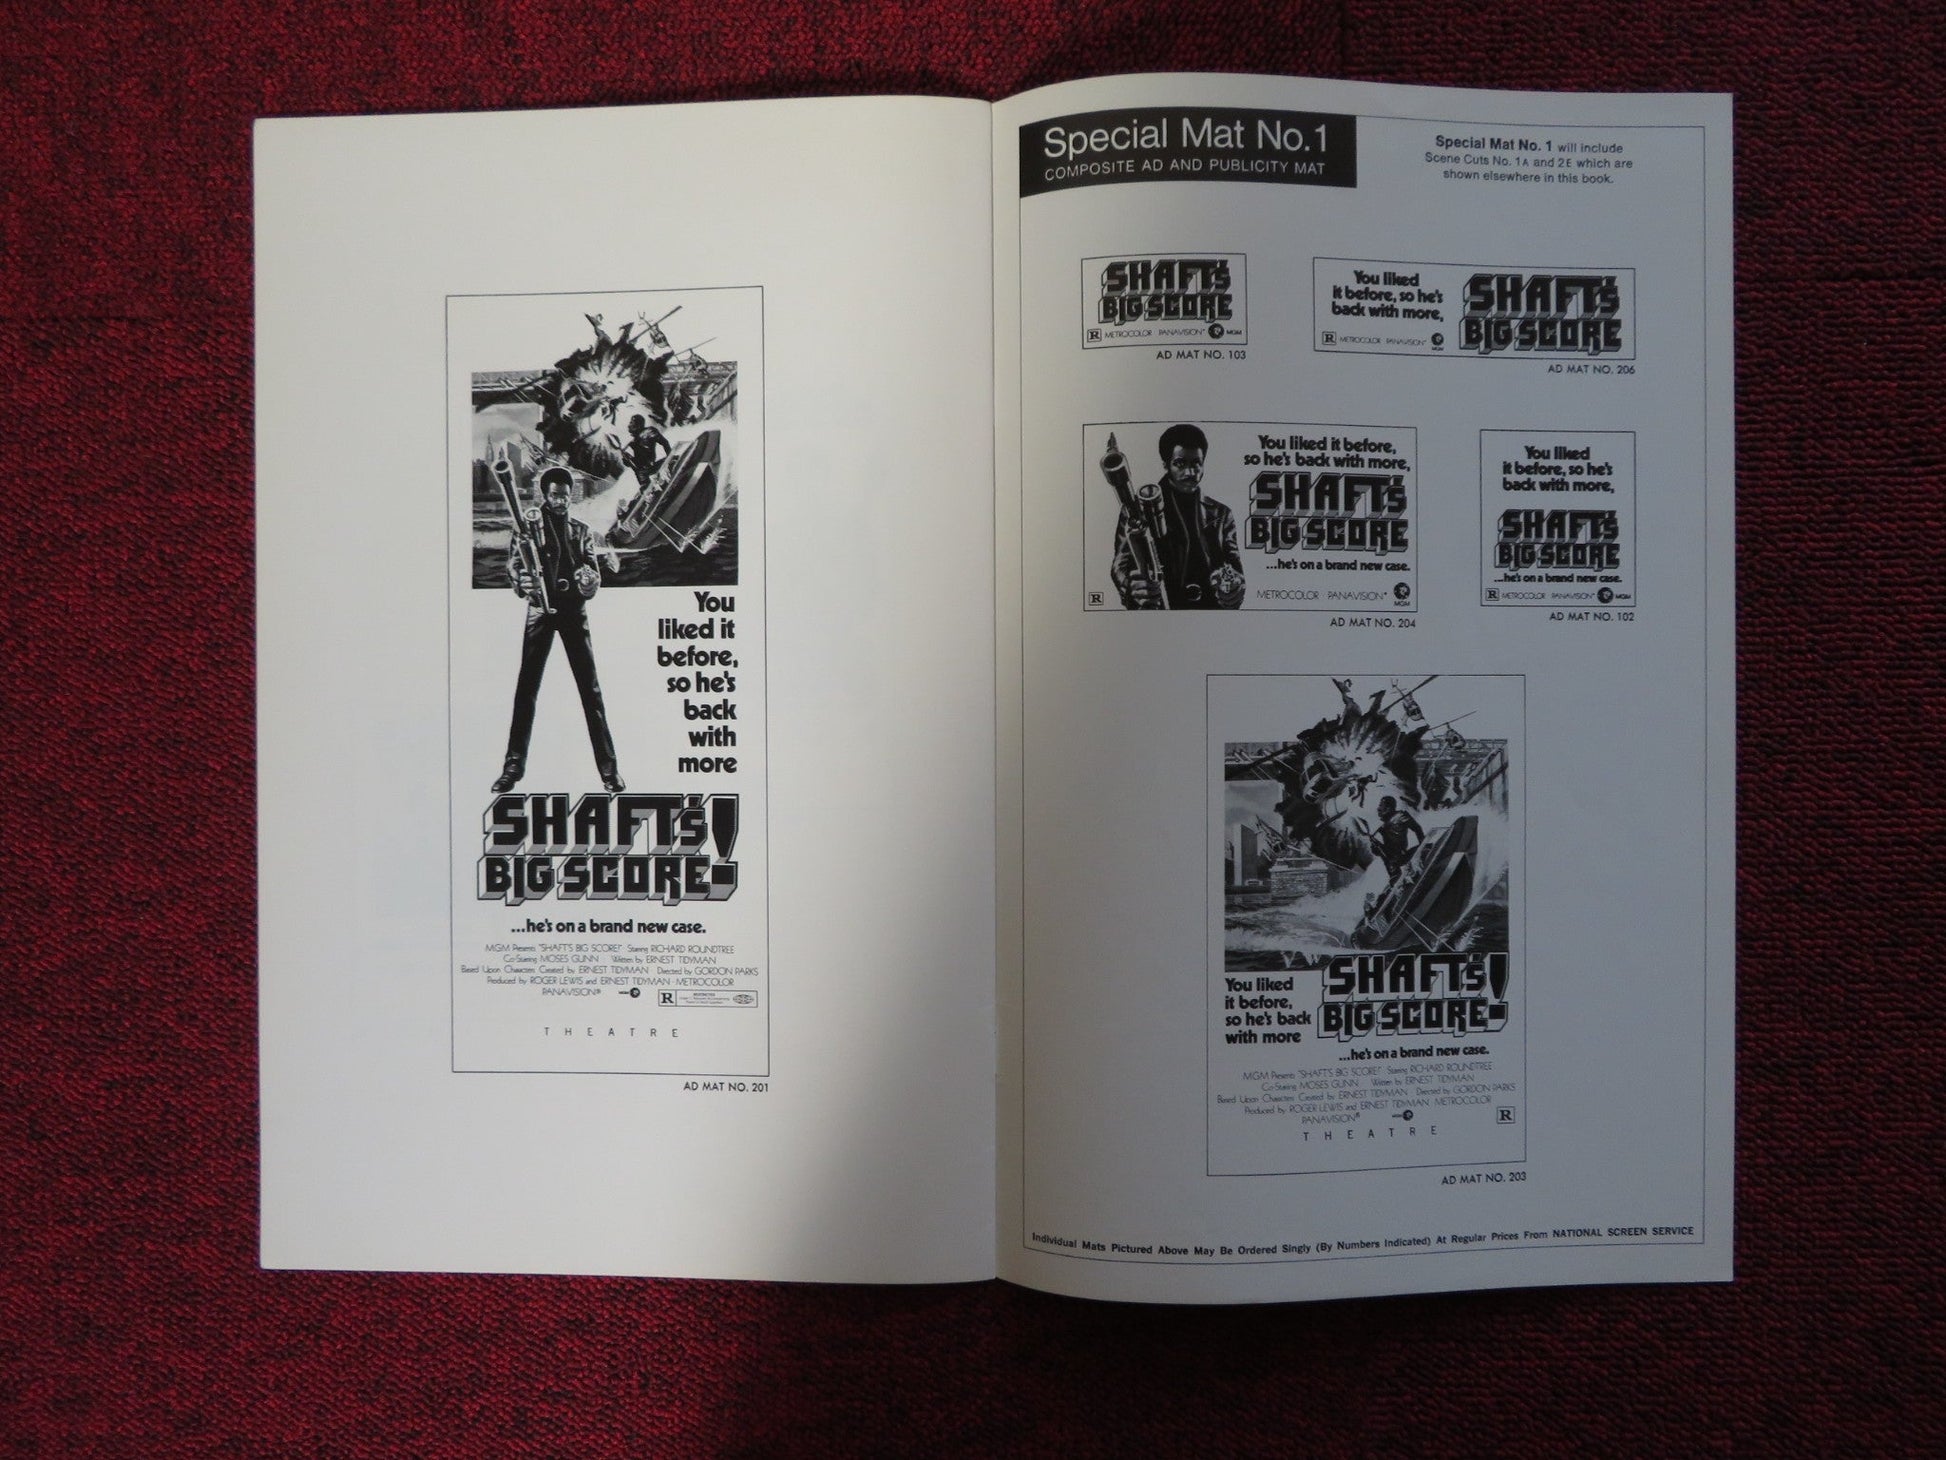 You
liked it
before,
so he's
back
with
more
SHAFT'S
BIG SCORE!
...he's on a brand new case.
MGM Presents "SHAFT'S BIG SCORE!" Starring RICHARD ROUNDTREE
Co-Starring MOSES GUNN Written by ERNEST TIDYMAN
Based Upon Characters Created by ERNEST TIDYMAN Directed by GORDON PARKS
Produced by ROGER LEWIS and ERNEST TIDYMAN · METROCOLOR
PANAVISION® MGM R RESTRICTED
THEATRE
AD MAT NO. 201
Special Mat No.1
COMPOSITE AD AND PUBLICITY MAT
Special Mat No. 1 will include
Scene Cuts No. 1A and 2E which are
shown elsewhere in this book.
SHAFT'S
BIG SCORE
R METROCOLOR PANAVISION® MGM
AD MAT NO. 103
You liked
it before, so he's
back with more,
SHAFT'S
BIG SCORE
R METROCOLOR PANAVISION® MGM
AD MAT NO. 206
You liked it before,
so he's back with more,
SHAFT'S
BIG SCORE
...he's on a brand new case.
R METROCOLOR · PANAVISION® MGM
AD MAT NO. 204
You liked
it before, so he's
back with more,
SHAFT'S
BIG SCORE
...he's on a brand new case.
R METROCOLOR PANAVISION® MGM
AD MAT NO. 102
You liked
it before,
so he's back
with more
SHAFT'S
BIG SCORE!
...he's on a brand new case.
MGM Presents "SHAFT'S BIG SCORE!" Starring RICHARD ROUNDTREE
Co-Starring MOSES GUNN Written by ERNEST TIDYMAN
Based Upon Characters Created by ERNEST TIDYMAN Directed by GORDON PARKS
Produced by ROGER LEWIS and ERNEST TIDYMAN METROCOLOR
PANAVISION® MGM R
THEATRE
AD MAT NO. 203
Individual Mats Pictured Above May Be Ordered Singly (By Numbers Indicated) At Regular Prices From NATIONAL SCREEN SERVICE